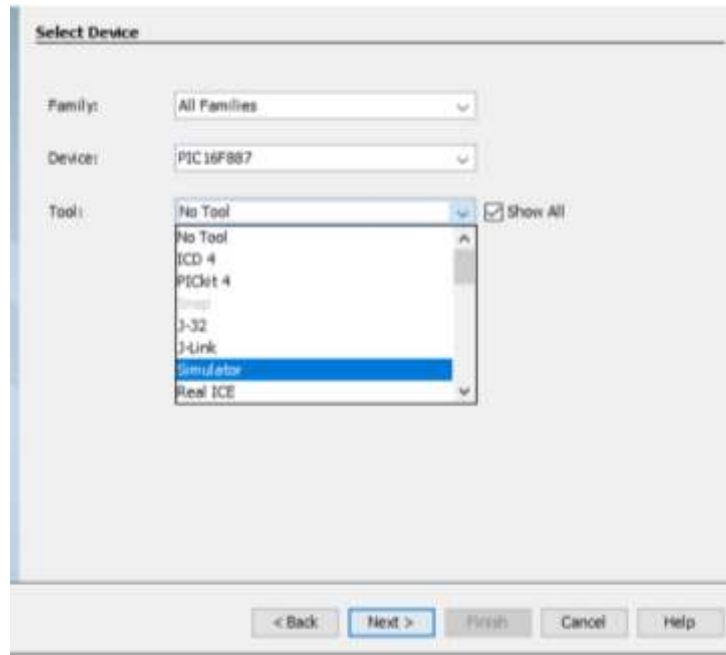 Select Device
Family: All Families
Device: PIC16F887
Tool: No Tool Show All
No Tool
ICD 4
PICkit 4
Snap
J-32
J-Link
Simulator
Real ICE
< Back Next > Finish Cancel Help